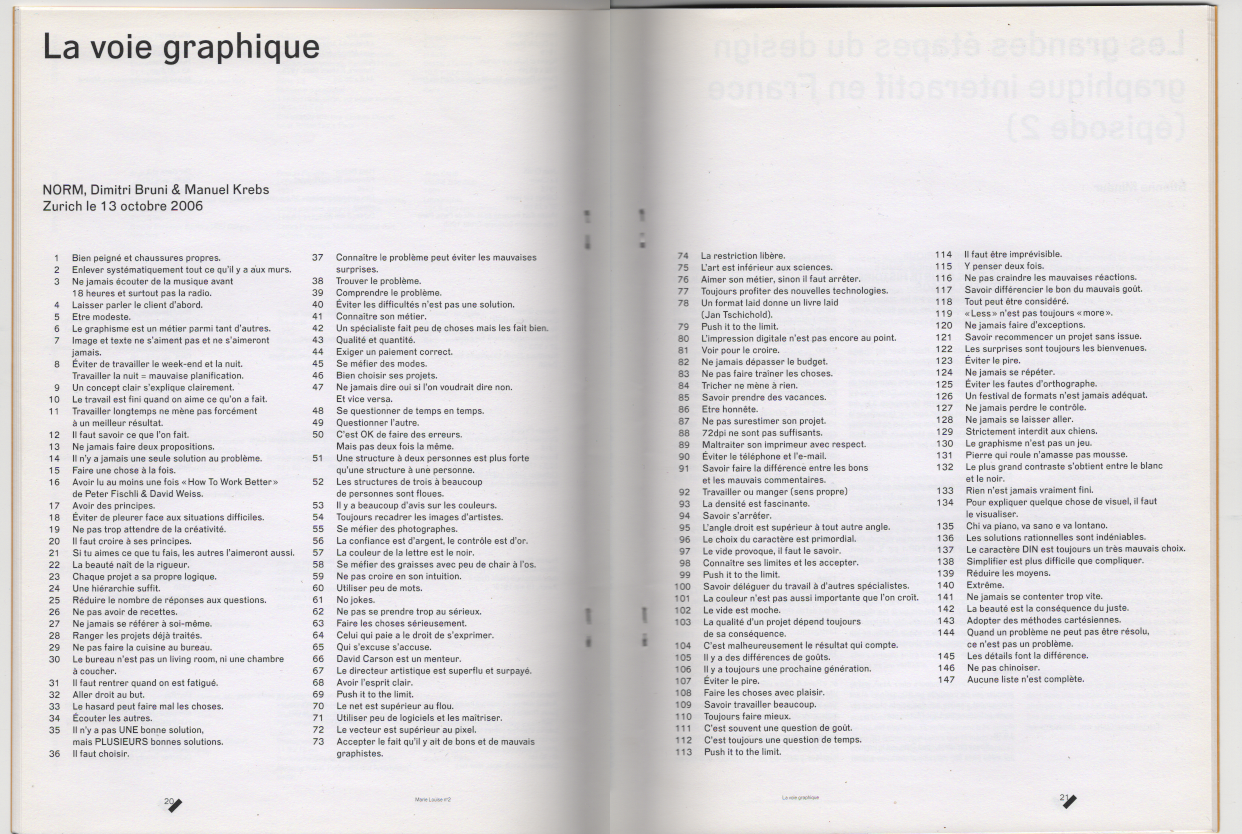 La voie graphique
NORM, Dimitri Bruni & Manuel Krebs
Zurich le 13 octobre 2006
1 Bien peigné et chaussures propres.
2 Enlever systématiquement tout ce qu'il y a aux murs.
3 Ne jamais écouter de la musique avant
18 heures et surtout pas la radio.
4 Laisser parler le client d'abord.
5 Etre modeste.
6 Le graphisme est un métier parmi tant d'autres.
7 Image et texte ne s'aiment pas et ne s'aimeront
jamais.
8 Éviter de travailler le week-end et la nuit.
Travailler la nuit = mauvaise planification.
9 Un concept clair s'explique clairement.
10 Le travail est fini quand on aime ce qu'on a fait.
11 Travailler longtemps ne mène pas forcément
à un meilleur résultat.
12 Il faut savoir ce que l'on fait.
13 Ne jamais faire deux propositions.
14 Il n'y a jamais une seule solution au problème.
15 Faire une chose à la fois.
16 Avoir lu au moins une fois «How To Work Better»
de Peter Fischli & David Weiss.
17 Avoir des principes.
18 Éviter de pleurer face aux situations difficiles.
19 Ne pas trop attendre de la créativité.
20 Il faut croire à ses principes.
21 Si tu aimes ce que tu fais, les autres l'aimeront aussi.
22 La beauté naît de la rigueur.
23 Chaque projet a sa propre logique.
24 Une hiérarchie suffit.
25 Réduire le nombre de réponses aux questions.
26 Ne pas avoir de recettes.
27 Ne jamais se référer à soi-même.
28 Ranger les projets déjà traités.
29 Ne pas faire la cuisine au bureau.
30 Le bureau n'est pas un living room, ni une chambre
à coucher.
31 Il faut rentrer quand on est fatigué.
32 Aller droit au but.
33 Le hasard peut faire mal les choses.
34 Écouter les autres.
35 Il n'y a pas UNE bonne solution,
mais PLUSIEURS bonnes solutions.
36 Il faut choisir.
37 Connaître le problème peut éviter les mauvaises
surprises.
38 Trouver le problème.
39 Comprendre le problème.
40 Éviter les difficultés n'est pas une solution.
41 Connaître son métier.
42 Un spécialiste fait peu de choses mais les fait bien.
43 Qualité et quantité.
44 Exiger un paiement correct.
45 Se méfier des modes.
46 Bien choisir ses projets.
47 Ne jamais dire oui si l'on voudrait dire non.
Et vice versa.
48 Se questionner de temps en temps.
49 Questionner l'autre.
50 C'est OK de faire des erreurs.
Mais pas deux fois la même.
51 Une structure à deux personnes est plus forte
qu'une structure à une personne.
52 Les structures de trois à beaucoup
de personnes sont floues.
53 Il y a beaucoup d'avis sur les couleurs.
54 Toujours recadrer les images d'artistes.
55 Se méfier des photographes.
56 La confiance est d'argent, le contrôle est d'or.
57 La couleur de la lettre est le noir.
58 Se méfier des graisses avec peu de chair à l'os.
59 Ne pas croire en son intuition.
60 Utiliser peu de mots.
61 No jokes.
62 Ne pas se prendre trop au sérieux.
63 Faire les choses sérieusement.
64 Celui qui paie a le droit de s'exprimer.
65 Qui s'excuse s'accuse.
66 David Carson est un menteur.
67 Le directeur artistique est superflu et surpayé.
68 Avoir l'esprit clair.
69 Push it to the limit.
70 Le net est supérieur au flou.
71 Utiliser peu de logiciels et les maîtriser.
72 Le vecteur est supérieur au pixel.
73 Accepter le fait qu'il y ait de bons et de mauvais
graphistes.
20
Marie Louise n°2
74 La restriction libère.
75 L'art est inférieur aux sciences.
76 Aimer son métier, sinon il faut arrêter.
77 Toujours profiter des nouvelles technologies.
78 Un format laid donne un livre laid
(Jan Tschichold).
79 Push it to the limit.
80 L'impression digitale n'est pas encore au point.
81 Voir pour le croire.
82 Ne jamais dépasser le budget.
83 Ne pas faire traîner les choses.
84 Tricher ne mène à rien.
85 Savoir prendre des vacances.
86 Etre honnête.
87 Ne pas surestimer son projet.
88 72dpi ne sont pas suffisants.
89 Maltraiter son imprimeur avec respect.
90 Éviter le téléphone et l'e-mail.
91 Savoir faire la différence entre les bons
et les mauvais commentaires.
92 Travailler ou manger (sens propre)
93 La densité est fascinante.
94 Savoir s'arrêter.
95 L'angle droit est supérieur à tout autre angle.
96 Le choix du caractère est primordial.
97 Le vide provoque, il faut le savoir.
98 Connaître ses limites et les accepter.
99 Push it to the limit.
100 Savoir déléguer du travail à d'autres spécialistes.
101 La couleur n'est pas aussi importante que l'on croit.
102 Le vide est moche.
103 La qualité d'un projet dépend toujours
de sa conséquence.
104 C'est malheureusement le résultat qui compte.
105 Il y a des différences de goûts.
106 Il y a toujours une prochaine génération.
107 Éviter le pire.
108 Faire les choses avec plaisir.
109 Savoir travailler beaucoup.
110 Toujours faire mieux.
111 C'est souvent une question de goût.
112 C'est toujours une question de temps.
113 Push it to the limit.
114 Il faut être imprévisible.
115 Y penser deux fois.
116 Ne pas craindre les mauvaises réactions.
117 Savoir différencier le bon du mauvais goût.
118 Tout peut être considéré.
119 «Less» n'est pas toujours «more».
120 Ne jamais faire d'exceptions.
121 Savoir recommencer un projet sans issue.
122 Les surprises sont toujours les bienvenues.
123 Éviter le pire.
124 Ne jamais se répéter.
125 Éviter les fautes d'orthographe.
126 Un festival de formats n'est jamais adéquat.
127 Ne jamais perdre le contrôle.
128 Ne jamais se laisser aller.
129 Strictement interdit aux chiens.
130 Le graphisme n'est pas un jeu.
131 Pierre qui roule n'amasse pas mousse.
132 Le plus grand contraste s'obtient entre le blanc
et le noir.
133 Rien n'est jamais vraiment fini.
134 Pour expliquer quelque chose de visuel, il faut
le visualiser.
135 Chi va piano, va sano e va lontano.
136 Les solutions rationnelles sont indéniables.
137 Le caractère DIN est toujours un très mauvais choix.
138 Simplifier est plus difficile que compliquer.
139 Réduire les moyens.
140 Extrême.
141 Ne jamais se contenter trop vite.
142 La beauté est la conséquence du juste.
143 Adopter des méthodes cartésiennes.
144 Quand un problème ne peut pas être résolu,
ce n'est pas un problème.
145 Les détails font la différence.
146 Ne pas chinoiser.
147 Aucune liste n'est complète.
La voie graphique
21
Les grandes étapes du design
graphique interactif en France
(épisode 2)